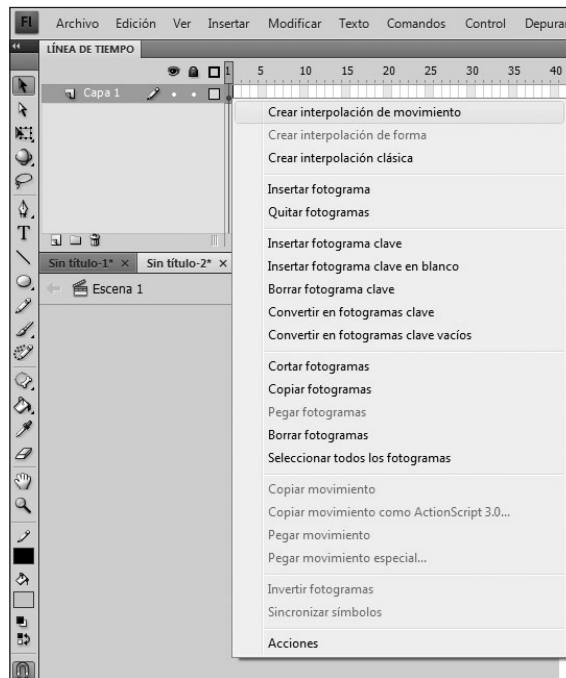 Fl Archivo Edición Ver Insertar Modificar Texto Comandos Control Depura
LÍNEA DE TIEMPO
1 5 10 15 20 25 30 35 40
Capa 1
Crear interpolación de movimiento
Crear interpolación de forma
Crear interpolación clásica
Insertar fotograma
Quitar fotogramas
Insertar fotograma clave
Insertar fotograma clave en blanco
Borrar fotograma clave
Convertir en fotogramas clave
Convertir en fotogramas clave vacíos
Cortar fotogramas
Copiar fotogramas
Pegar fotogramas
Borrar fotogramas
Seleccionar todos los fotogramas
Copiar movimiento
Copiar movimiento como ActionScript 3.0...
Pegar movimiento
Pegar movimiento especial...
Invertir fotogramas
Sincronizar símbolos
Acciones
T
Sin título-1* × Sin título-2* ×
Escena 1